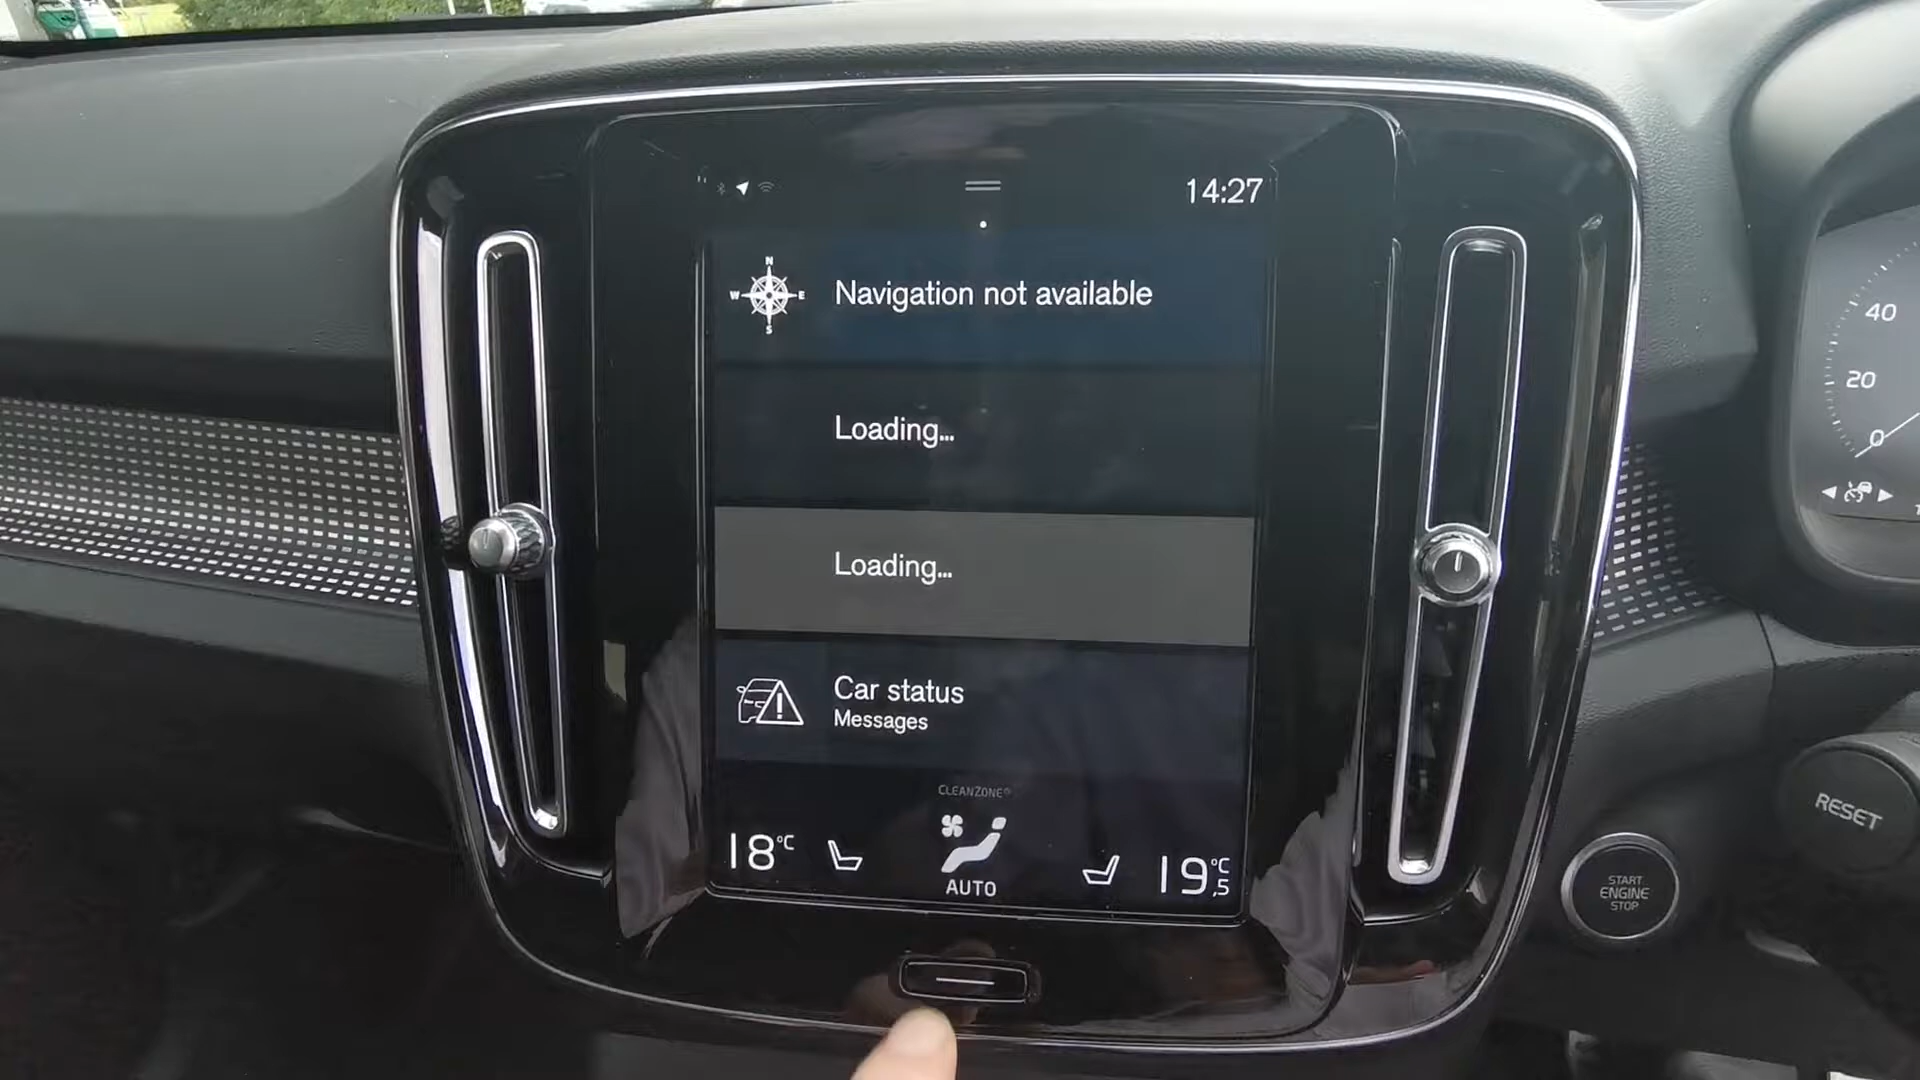 14:27
N
W E
S
Navigation not available
Loading...
Loading...
Car status
Messages
CLEANZONE®
18°C
AUTO
19°C
,5
40
20
0
RESET
START
ENGINE
STOP